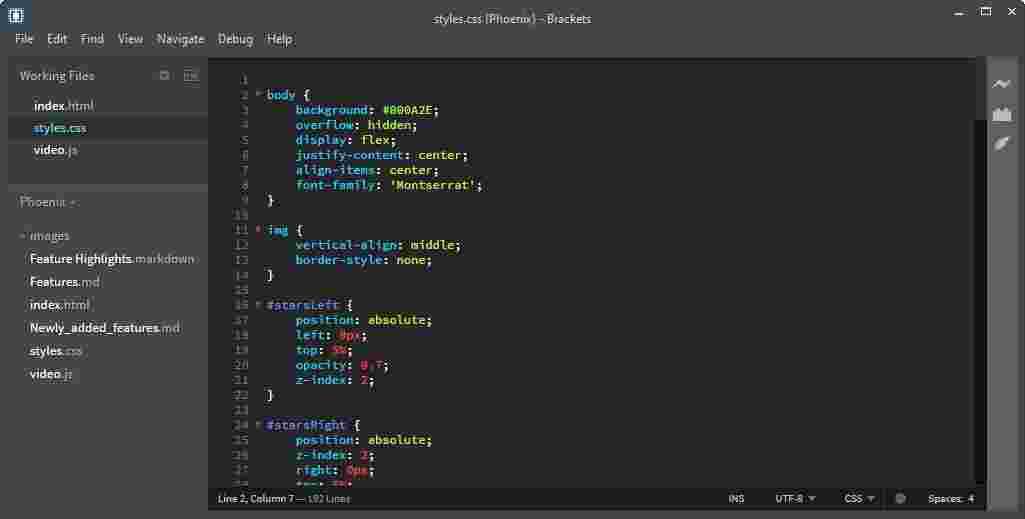 styles.css (Phoenix) - Brackets
File Edit Find View Navigate Debug Help
Working Files
index.html
styles.css
video.js
Phoenix
images
Feature Highlights.markdown
Features.md
index.html
Newly_added_features.md
styles.css
video.js
1
2 body {
3 background: #000A2E;
4 overflow: hidden;
5 display: flex;
6 justify-content: center;
7 align-items: center;
8 font-family: 'Montserrat';
9 }
10
11 img {
12 vertical-align: middle;
13 border-style: none;
14 }
15
16 #starsLeft {
17 position: absolute;
18 left: 0px;
19 top: 5%;
20 opacity: 0.7;
21 z-index: 2;
22 }
23
24 #starsRight {
25 position: absolute;
26 z-index: 2;
27 right: 0px;
28 top: 5%;
Line 2, Column 7 — 192 Lines INS UTF-8 CSS Spaces: 4